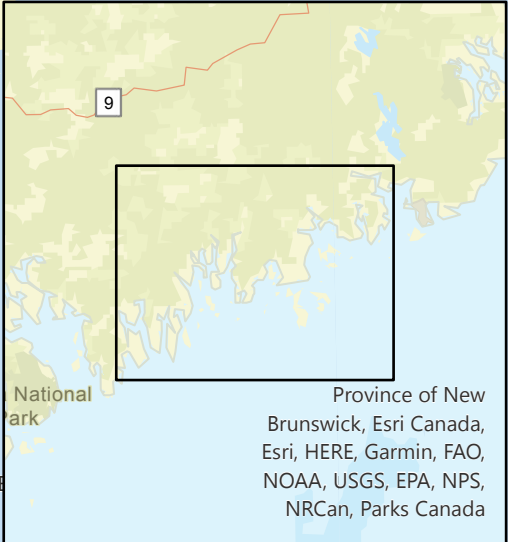 9
National
Park
Province of New
Brunswick, Esri Canada,
Esri, HERE, Garmin, FAO,
NOAA, USGS, EPA, NPS,
NRCan, Parks Canada